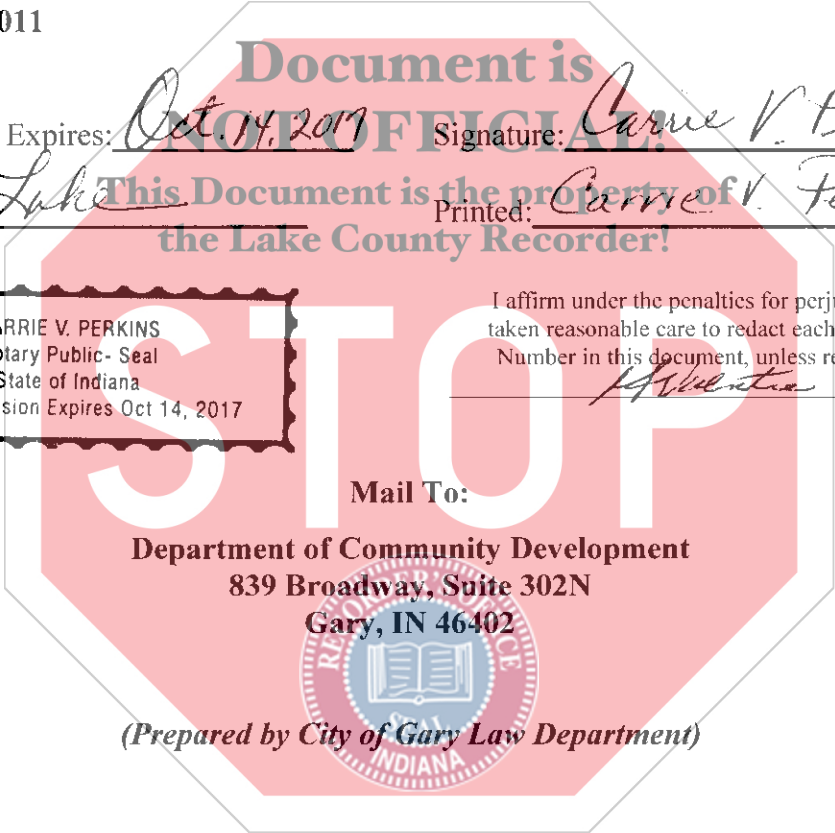 011
Document is
NOT OFFICIAL!
Expires: Oct. 14, 2017
Signature: Carrie V.
This Document is the property of
the Lake County Recorder!
Lake
Printed: Carrie V.
RRIE V. PERKINS
tary Public- Seal
State of Indiana
sion Expires Oct 14, 2017
I affirm under the penalties for perju
taken reasonable care to redact each
Number in this document, unless re
STOP
Mail To:
Department of Community Development
839 Broadway, Suite 302N
Gary, IN 46402
RECORDER'S OFFICE
SEAL
INDIANA
(Prepared by City of Gary Law Department)